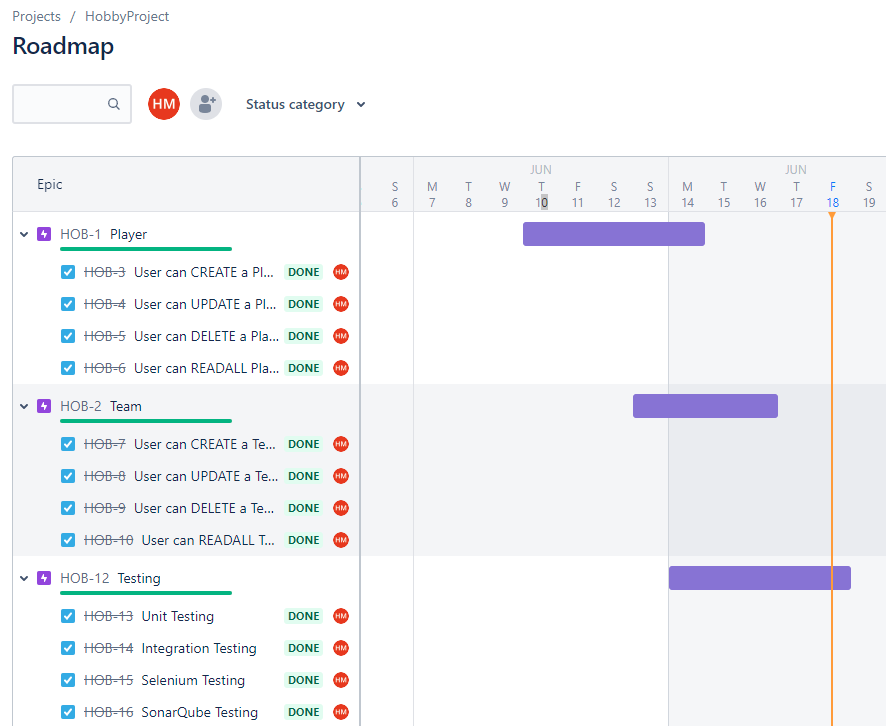 Projects / HobbyProject
Roadmap
HM Status category
Epic
JUN JUN
S M T W T F S S M T W T F S
6 7 8 9 10 11 12 13 14 15 16 17 18 19
HOB-1 Player
HOB-3 User can CREATE a Pl... DONE HM
HOB-4 User can UPDATE a Pl... DONE HM
HOB-5 User can DELETE a Pla... DONE HM
HOB-6 User can READALL Pla... DONE HM
HOB-2 Team
HOB-7 User can CREATE a Te... DONE HM
HOB-8 User can UPDATE a Te... DONE HM
HOB-9 User can DELETE a Te... DONE HM
HOB-10 User can READALL T... DONE HM
HOB-12 Testing
HOB-13 Unit Testing DONE HM
HOB-14 Integration Testing DONE HM
HOB-15 Selenium Testing DONE HM
HOB-16 SonarQube Testing DONE HM